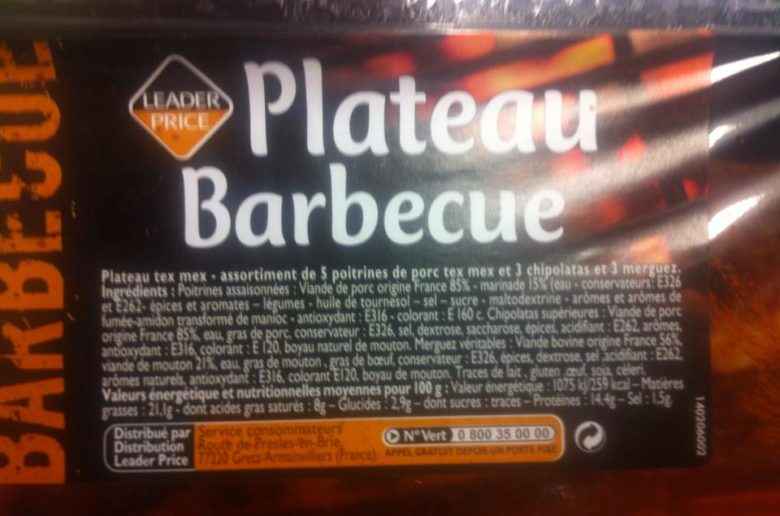 BARBECUE
LEADER
PRICE
Plateau
Barbecue
Plateau tex mex - assortiment de 5 poitrines de porc tex mex et 3 chipolatas et 3 merguez.
Ingrédients : Poitrines assaisonnées : Viande de porc origine France 85% - marinade 15% (eau - conservateurs: E326
et E262- épices et aromates – légumes - huile de tournesol – sel – sucre - maltodextrine - arômes et arômes de
fumée-amidon transformé de manioc - antioxydant : E316 - colorant : E 160 c. Chipolatas supérieures : Viande de porc
origine France 85%, eau, gras de porc, conservateur : E326, sel, dextrose, saccharose, épices, acidifiant : E262, arômes,
antioxydant : E316, colorant : E 120, boyau naturel de mouton. Merguez véritables : Viande bovine origine France 56%,
viande de mouton 21%, eau, gras de mouton , gras de bœuf, conservateur : E326, épices, dextrose, sel ,acidifiant : E262,
arômes naturels, antioxydant : E316, colorant E120, boyau de mouton. Traces de lait , gluten ,œuf, soja, céleri.
Valeurs énergétique et nutritionnelles moyennes pour 100 g : Valeur énergétique : 1075 kJ/259 kcal – Matières
grasses : 21,1g - dont acides gras saturés : 8g – Glucides : 2,9g – dont sucres : traces – Protéines : 14,4g – Sel : 1,5g.
Distribué par
Distribution
Leader Price
Service consommateurs
Route de-Presles-en-Brie,
77220 Gretz-Armainvilliers (France).
N° Vert 0 800 35 00 00
APPEL GRATUIT DEPUIS UN POSTE FIXE
140206002